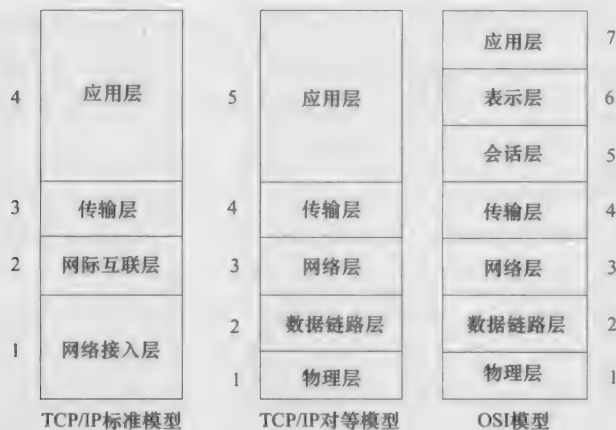 4
应用层
3
传输层
2
网际互联层
1
网络接入层
TCP/IP标准模型
5
应用层
4
传输层
3
网络层
2
数据链路层
1
物理层
TCP/IP对等模型
应用层
7
表示层
6
会话层
5
传输层
4
网络层
3
数据链路层
2
物理层
1
OSI模型